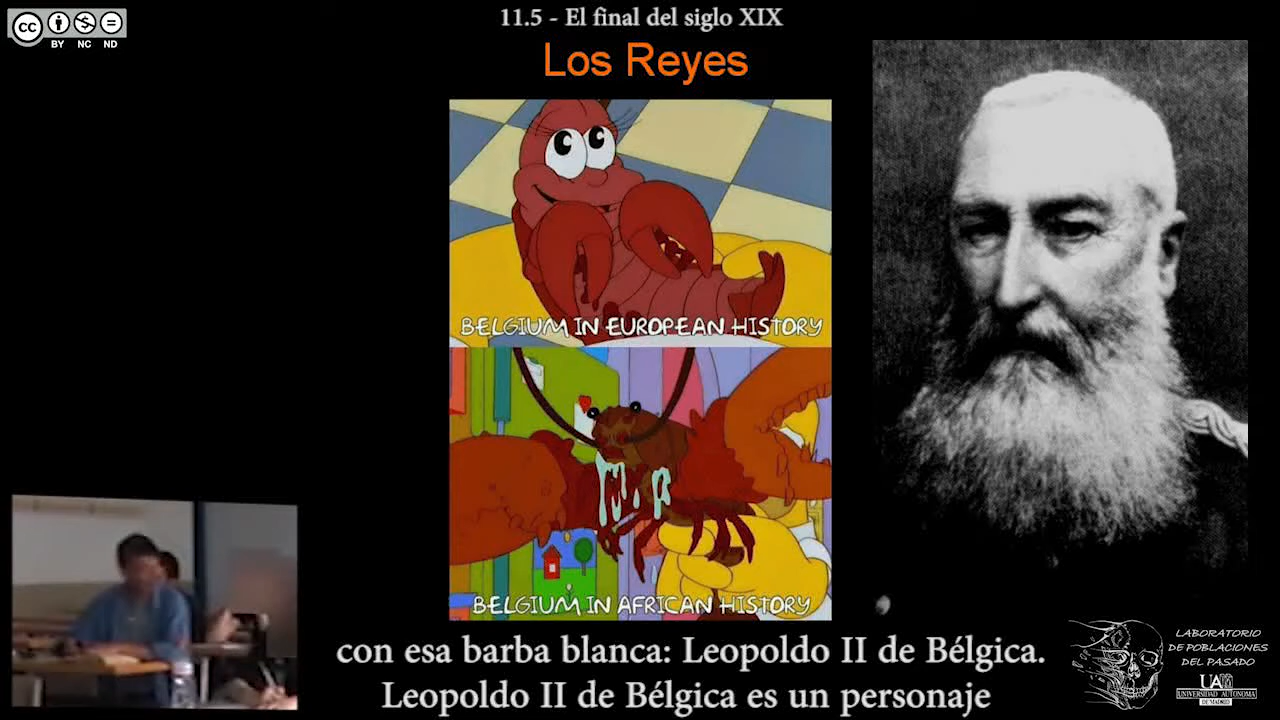 cc
BY NC ND
11.5 - El final del siglo XIX
Los Reyes
BELGIUM IN EUROPEAN HISTORY
BELGIUM IN AFRICAN HISTORY
con esa barba blanca: Leopoldo II de Bélgica.
Leopoldo II de Bélgica es un personaje
LABORATORIO
DE POBLACIONES
DEL PASADO
UAM
UNIVERSIDAD AUTONOMA
DE MADRID